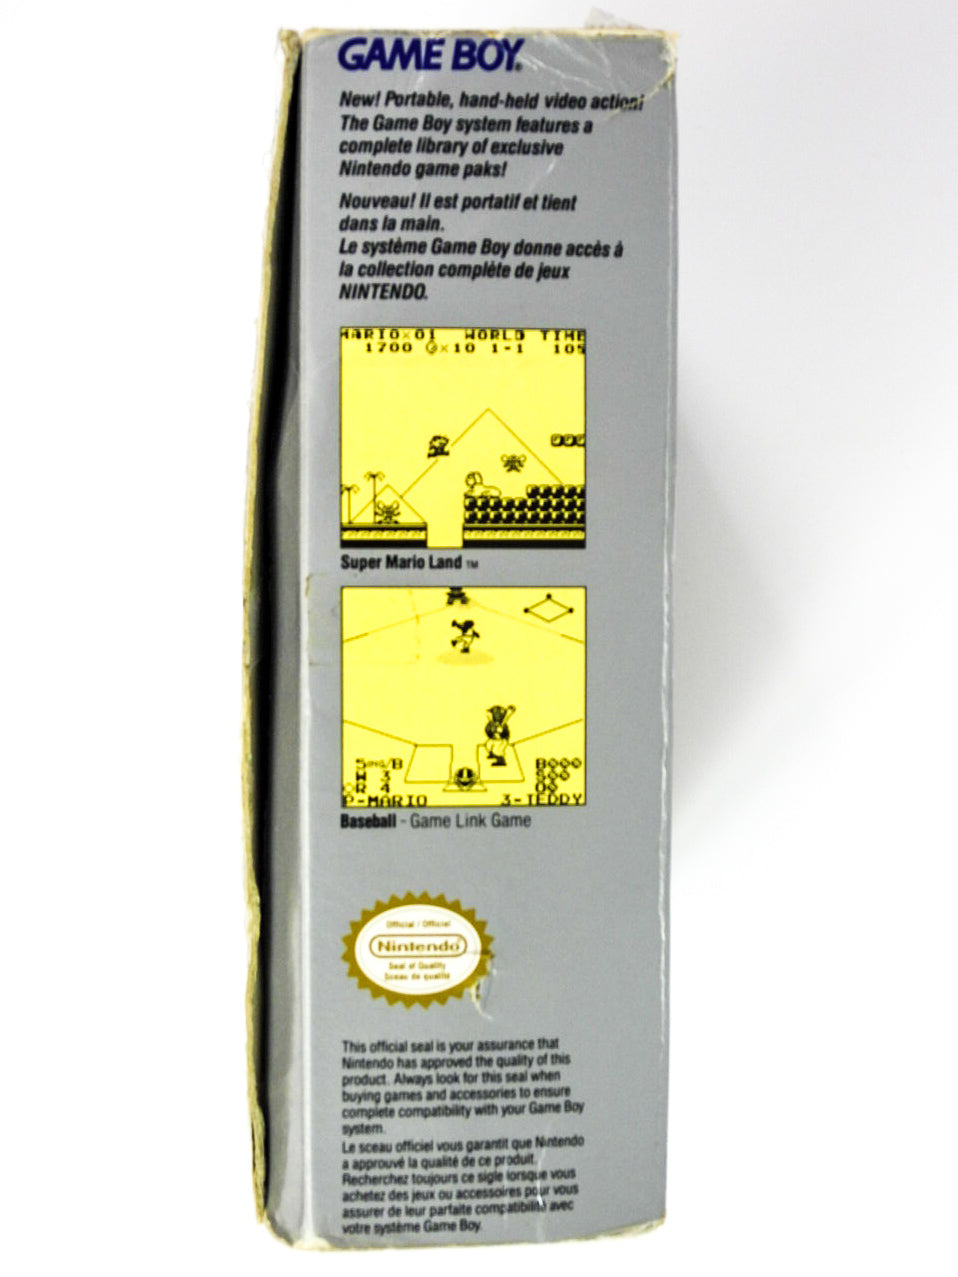 GAME BOY®
New! Portable, hand-held video action!
The Game Boy system features a
complete library of exclusive
Nintendo game paks!
Nouveau! Il est portatif et tient
dans la main.
Le système Game Boy donne accès à
la collection complète de jeux
NINTENDO.
MARIO×01 WORLD TIME
1700 ×10 1-1 105
Super Mario Land TM
B000
S00
M 3
R 4
P-MARIO 3-TEDDY
Baseball - Game Link Game
Official / Officiel
Nintendo®
Seal of Quality
Sceau de qualité
This official seal is your assurance that
Nintendo has approved the quality of this
product. Always look for this seal when
buying games and accessories to ensure
complete compatibility with your Game Boy
system.
Le sceau officiel vous garantit que Nintendo
a approuvé la qualité de ce produit.
Recherchez toujours ce sigle lorsque vous
achetez des jeux ou accessoires pour vous
assurer de leur parfaite compatibilité avec
votre système Game Boy.